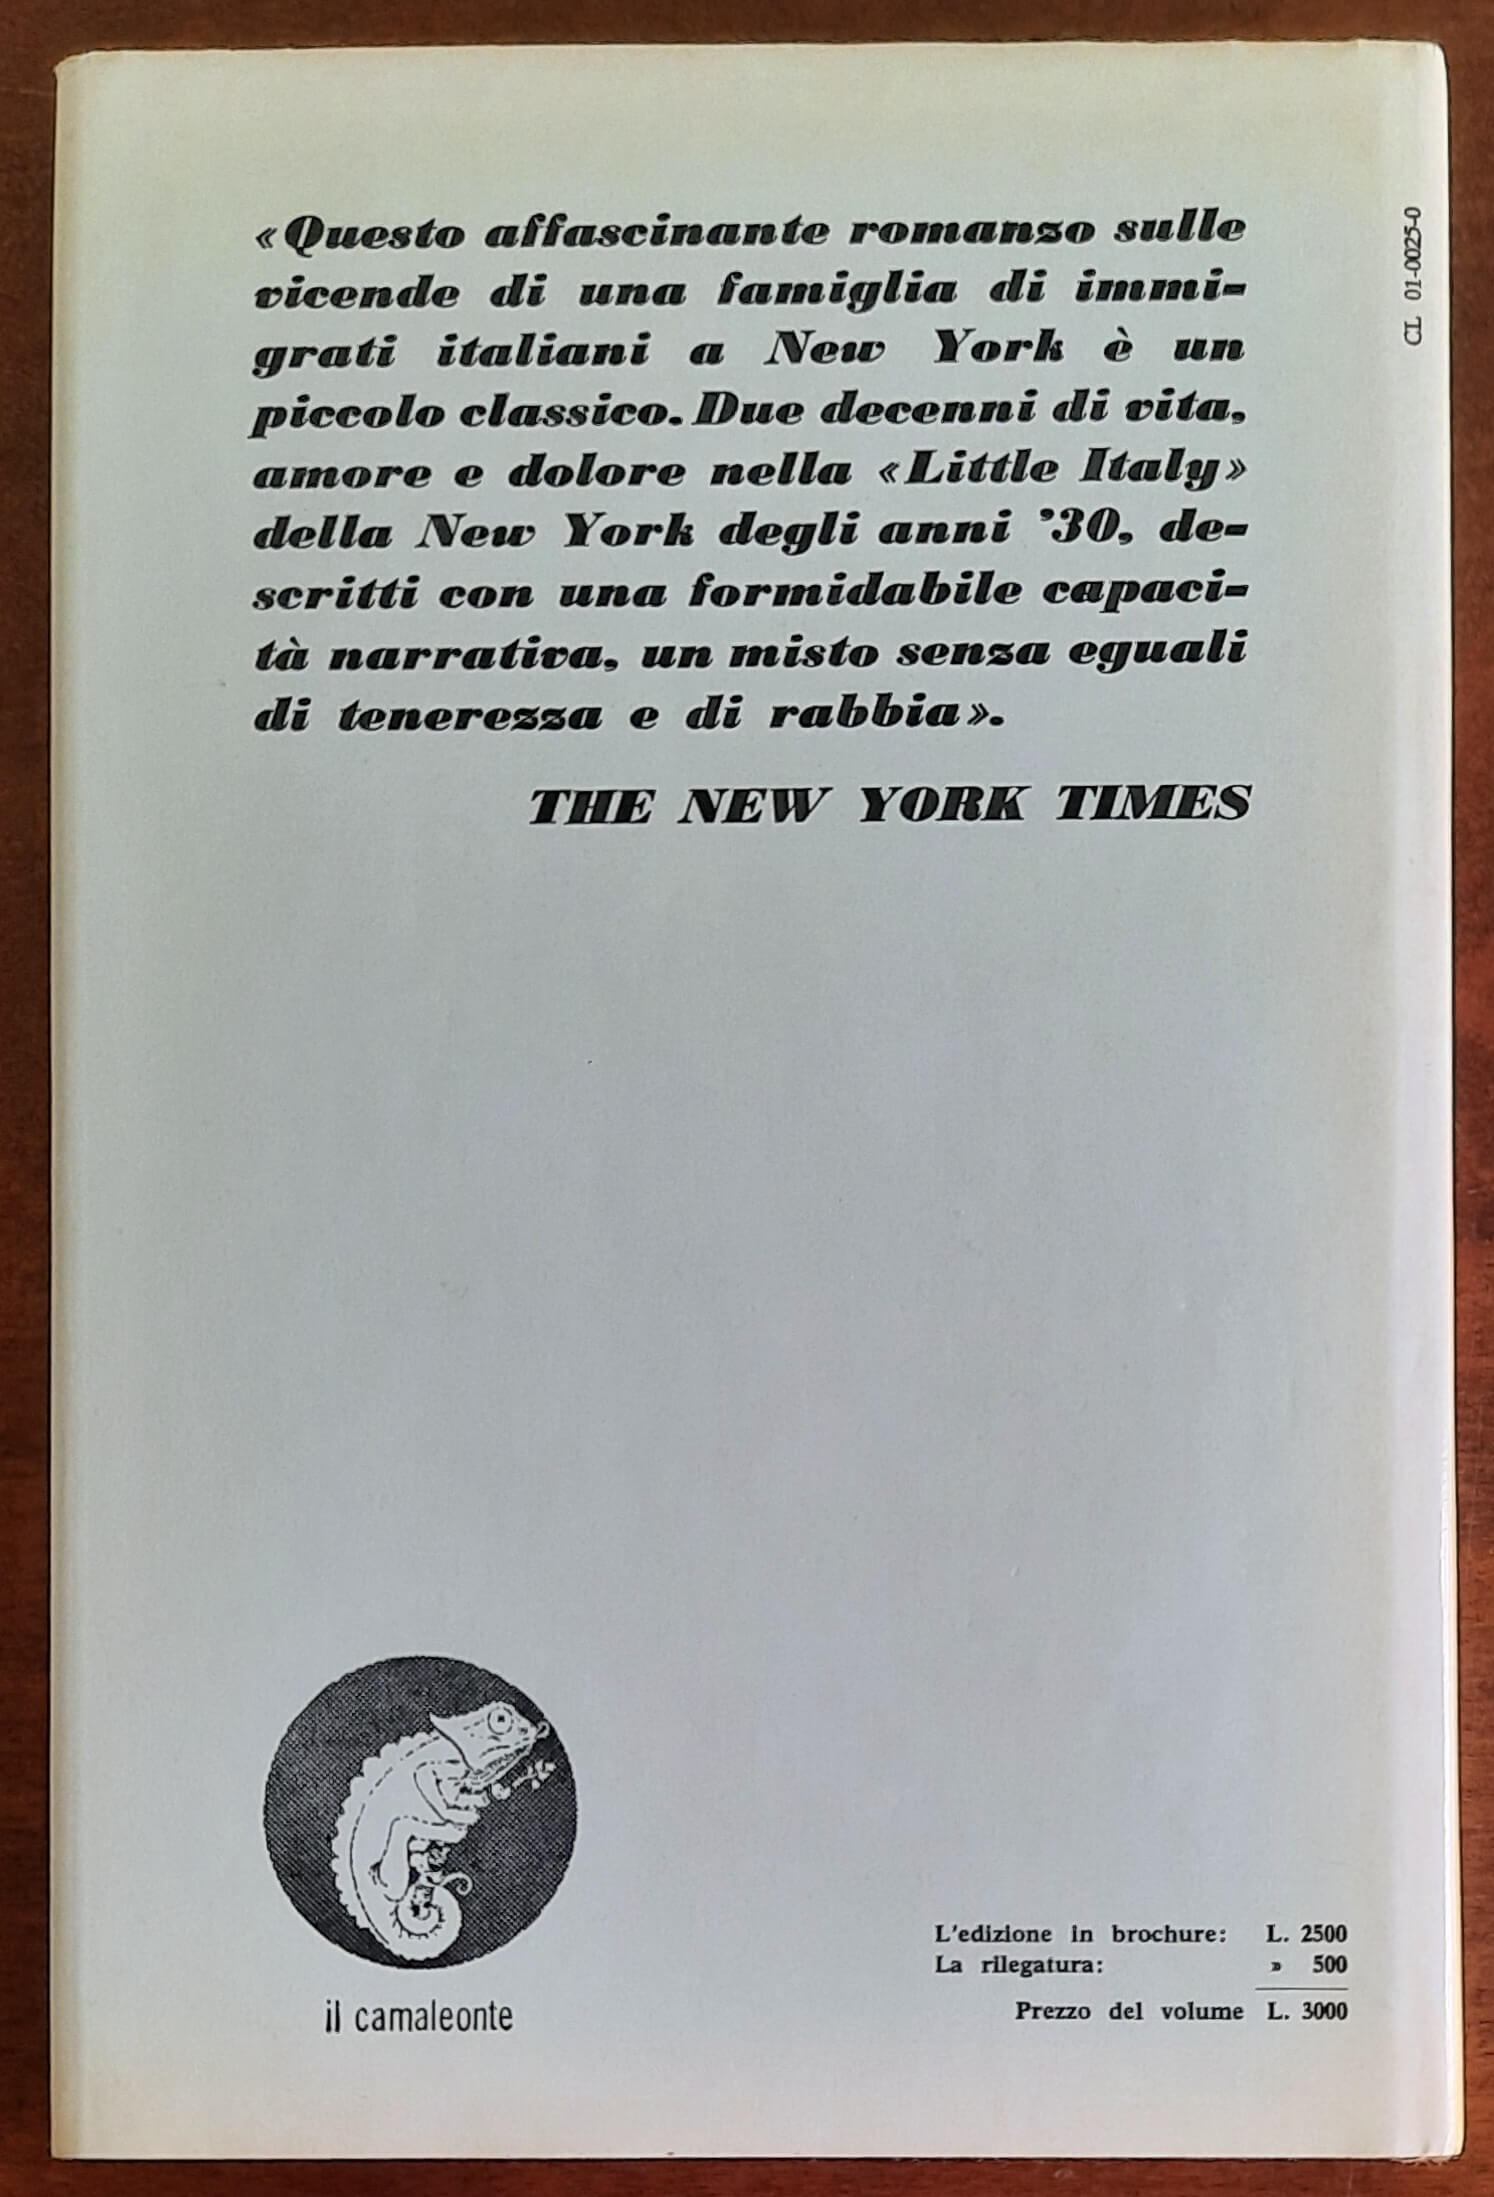 «Questo affascinante romanzo sulle
vicende di una famiglia di immi-
grati italiani a New York è un
piccolo classico. Due decenni di vita,
amore e dolore nella «Little Italy»
della New York degli anni '30, de-
scritti con una formidabile capaci-
tà narrativa, un misto senza eguali
di tenerezza e di rabbia».
THE NEW YORK TIMES
CL 01-0025-0
il camaleonte
L'edizione in brochure: L. 2500
La rilegatura: » 500
Prezzo del volume L. 3000